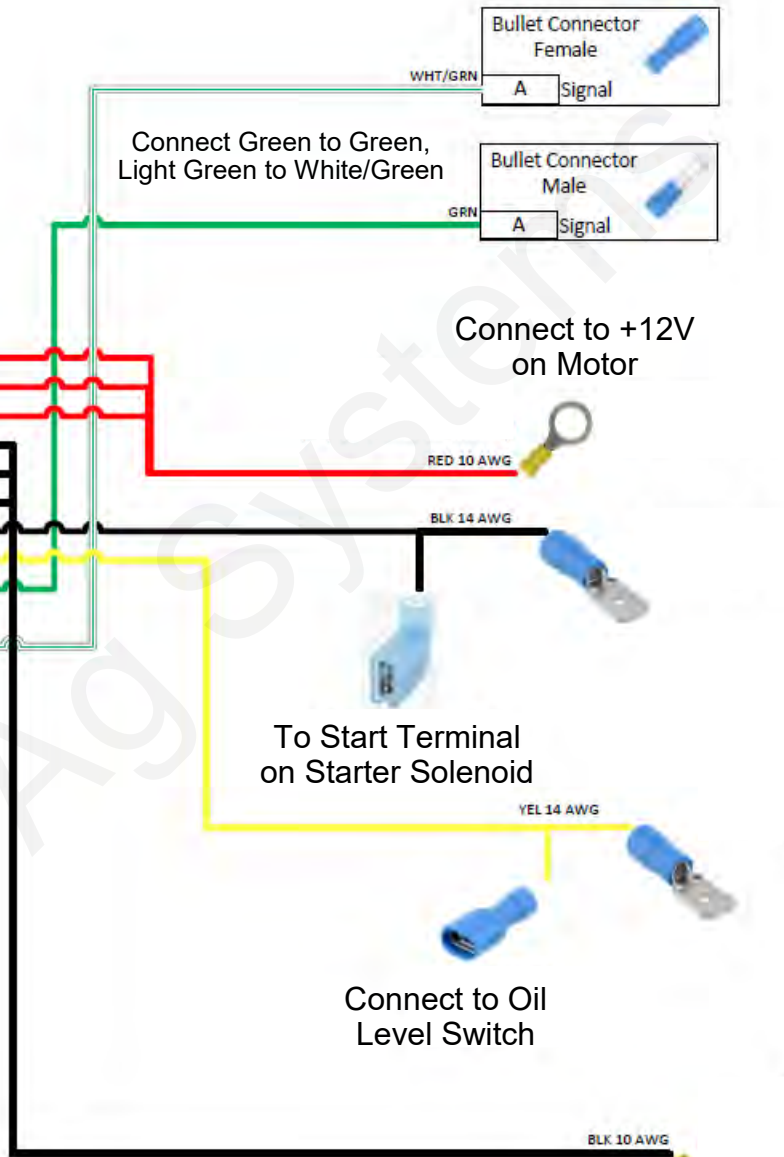 Bullet Connector
Female
WHT/GRN
A
Signal
Connect Green to Green,
Light Green to White/Green
Bullet Connector
Male
GRN
A
Signal
Connect to +12V
on Motor
RED 10 AWG
BLK 14 AWG
To Start Terminal
on Starter Solenoid
YEL 14 AWG
Connect to Oil
Level Switch
BLK 10 AWG
Ag Systems